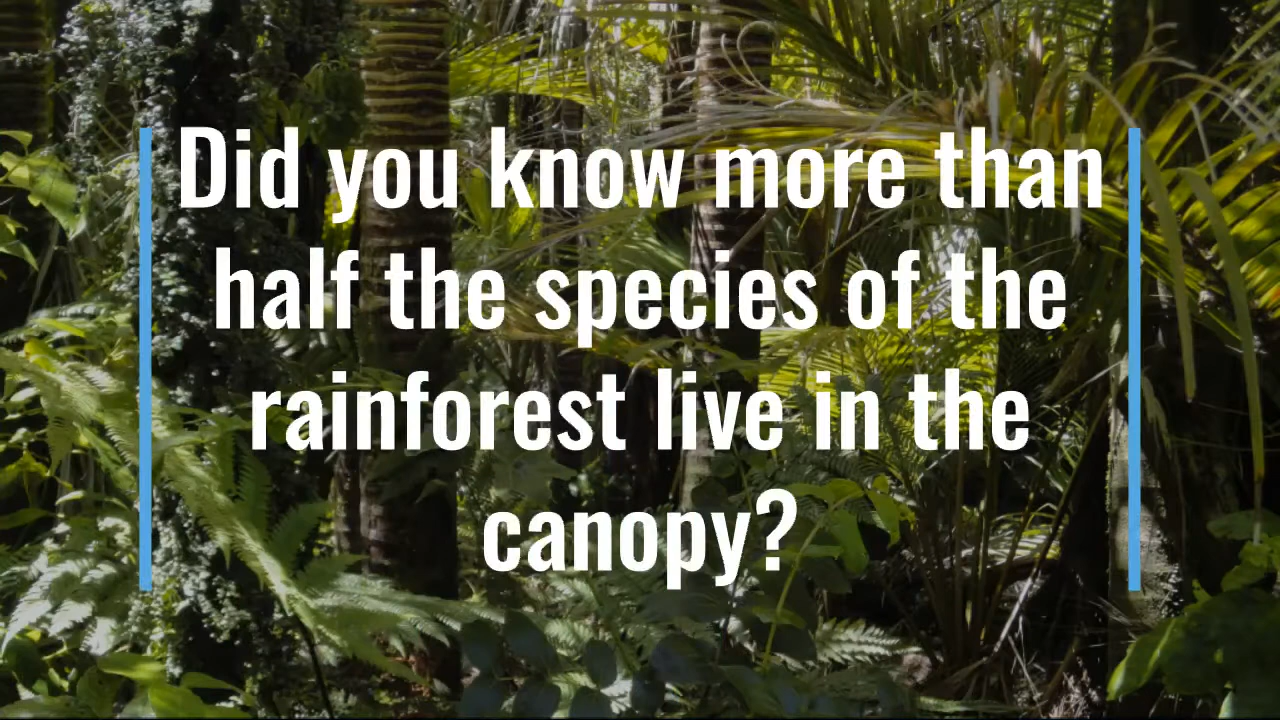 Did you know more than
half the species of the
rainforest live in the
canopy?